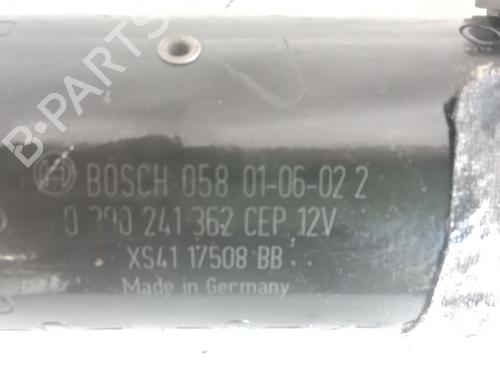 B-PARTS
BOSCH 058 01-06-02 2
0 390 241 362 CEP 12V
XS41 17508 BB
Made in Germany